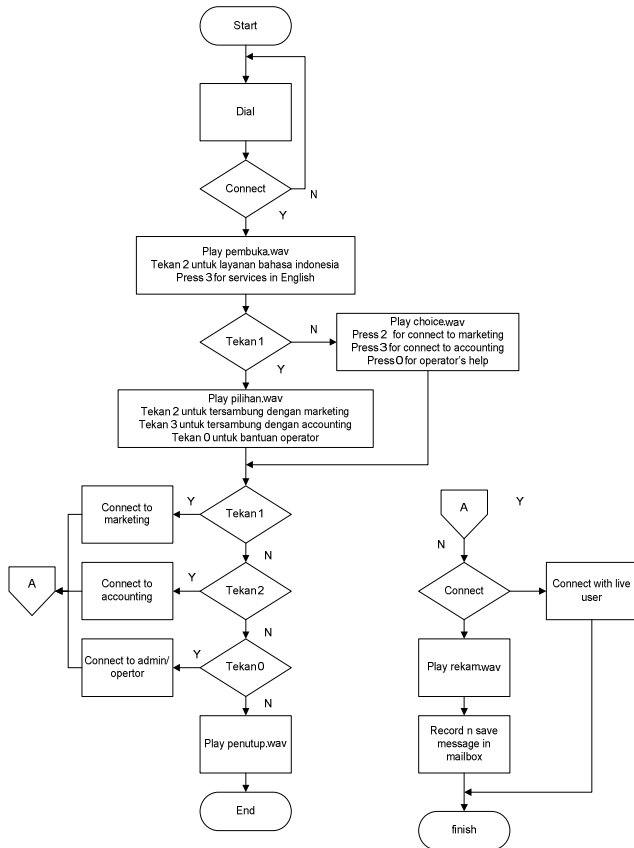 Start
Dial
Connect
N
Y
Play pembuka.wav
Tekan 2 untuk layanan bahasa indonesia
Press 3 for services in English
Tekan 1
N
Y
Play choice.wav
Press 2 for connect to marketing
Press 3 for connect to accounting
Press 0 for operator's help
Play pilihan.wav
Tekan 2 untuk tersambung dengan marketing
Tekan 3 untuk tersambung dengan accounting
Tekan 0 untuk bantuan operator
Connect to
marketing
Y
Tekan 1
N
A
Connect to
accounting
Y
Tekan 2
N
Connect to admin/
opertor
Y
Tekan 0
N
Play penutup.wav
End
A
Y
N
Connect
Connect with live
user
Play rekam.wav
Record n save
message in
mailbox
finish